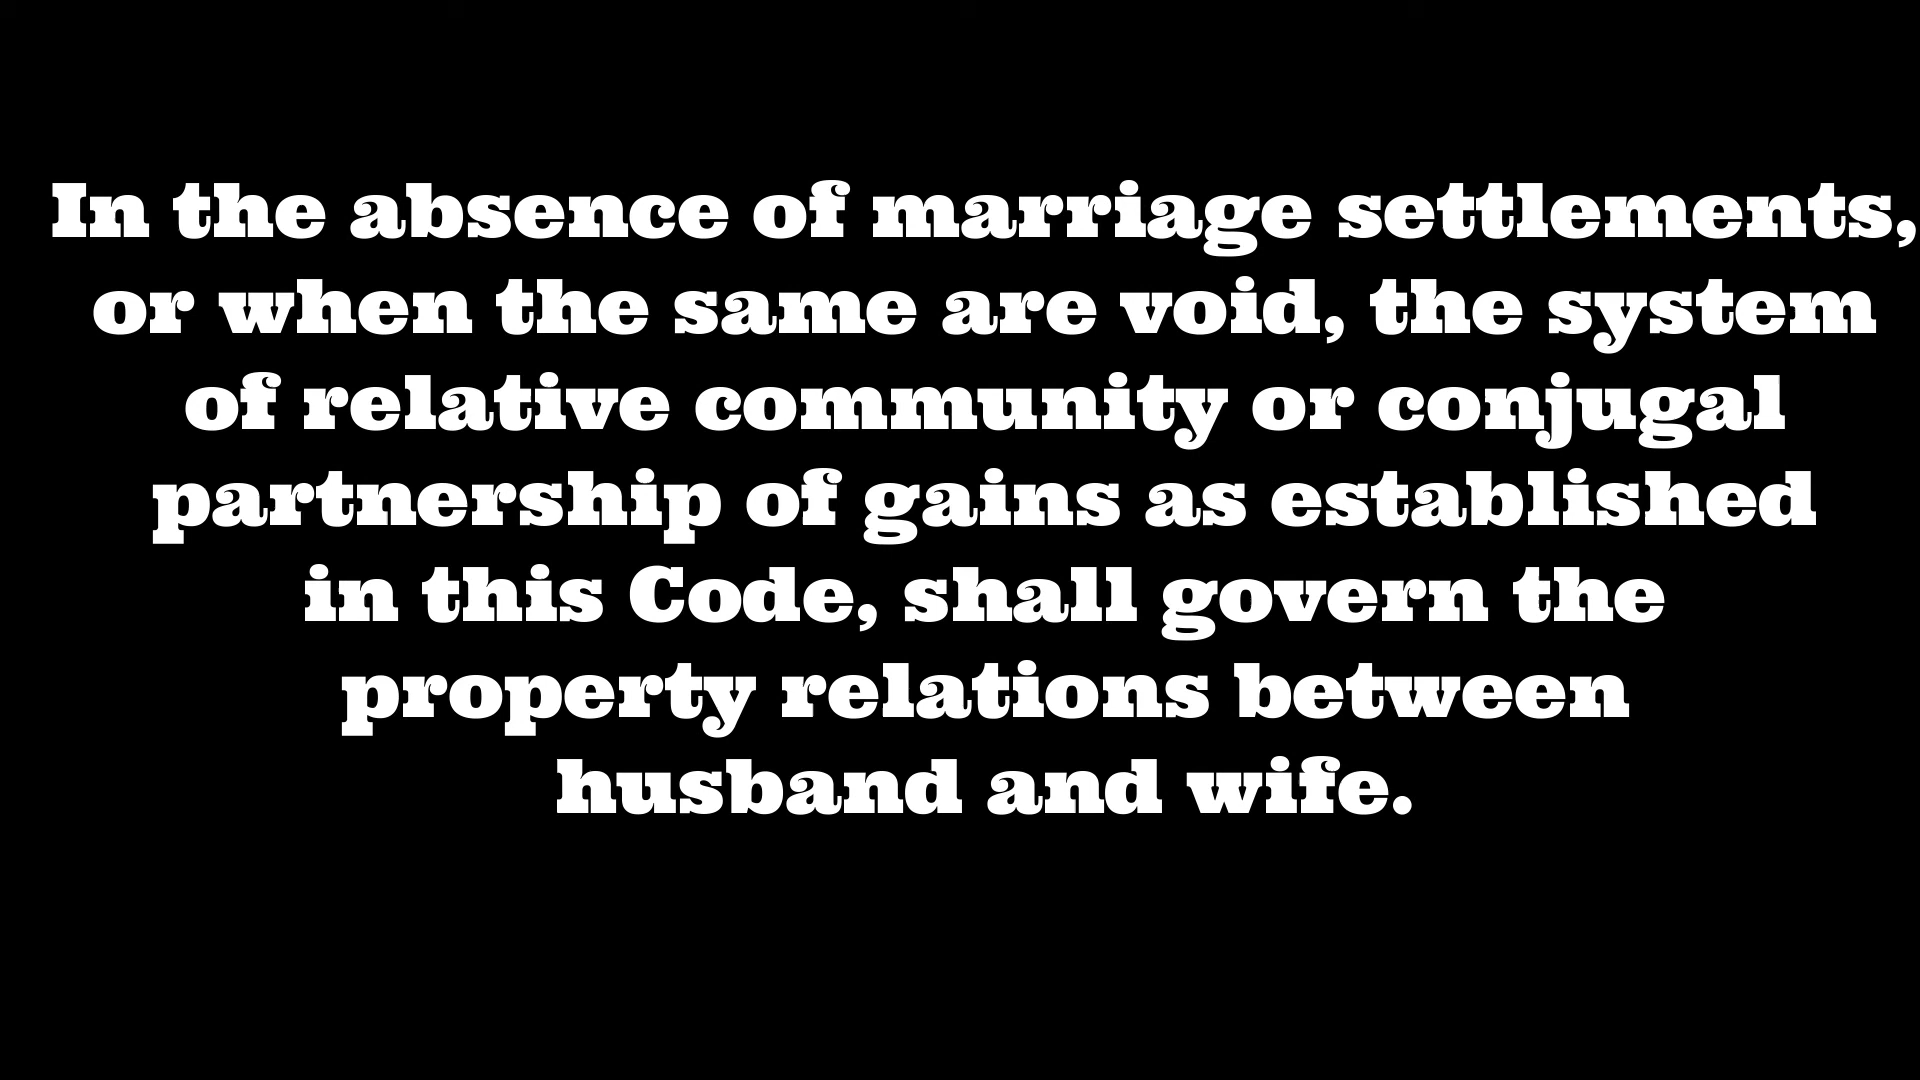 In the absence of marriage settlements,
or when the same are void, the system
of relative community or conjugal
partnership of gains as established
in this Code, shall govern the
property relations between
husband and wife.